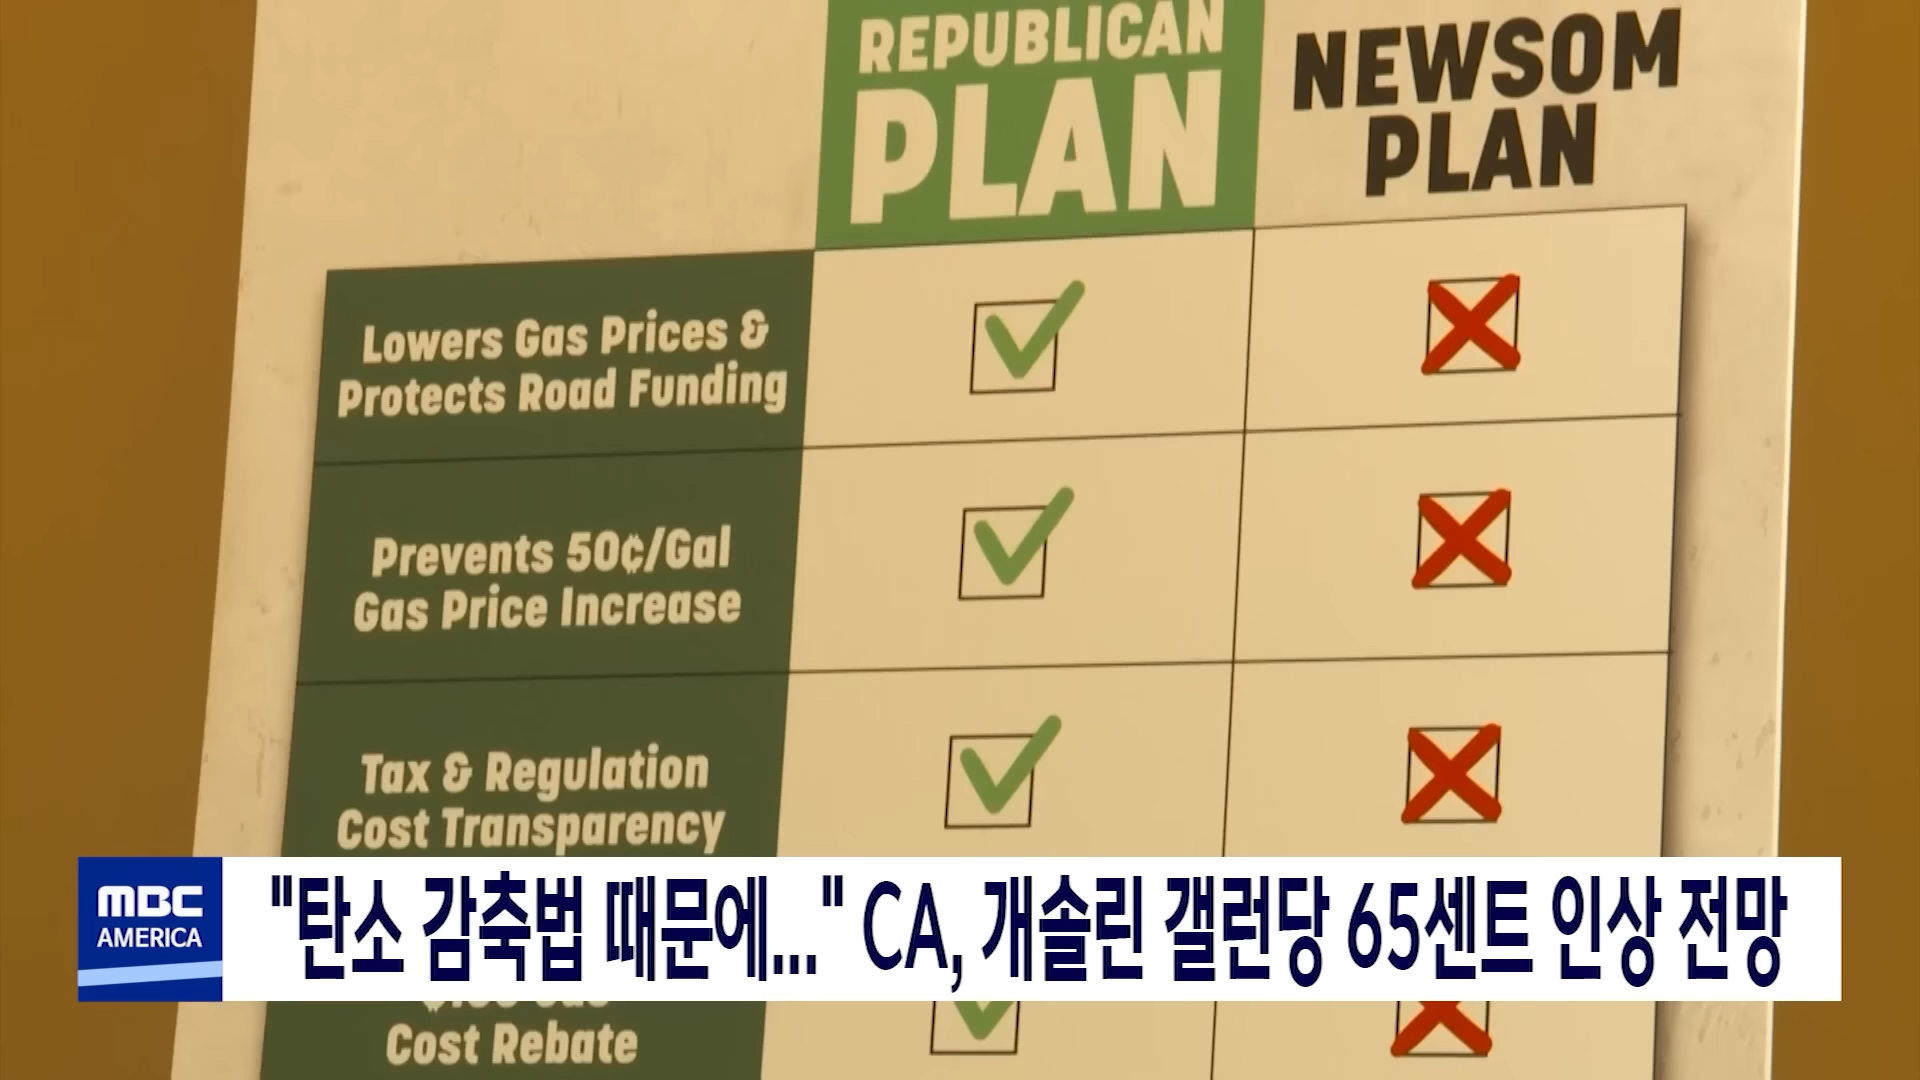 REPUBLICAN
PLAN
NEWSOM
PLAN
Lowers Gas Prices &
Protects Road Funding
Prevents 50¢/Gal
Gas Price Increase
Tax & Regulation
Cost Transparency
MBC
AMERICA
"탄소 감축법 때문에..." CA, 개솔린 갤런당 65센트 인상 전망
Cost Rebate